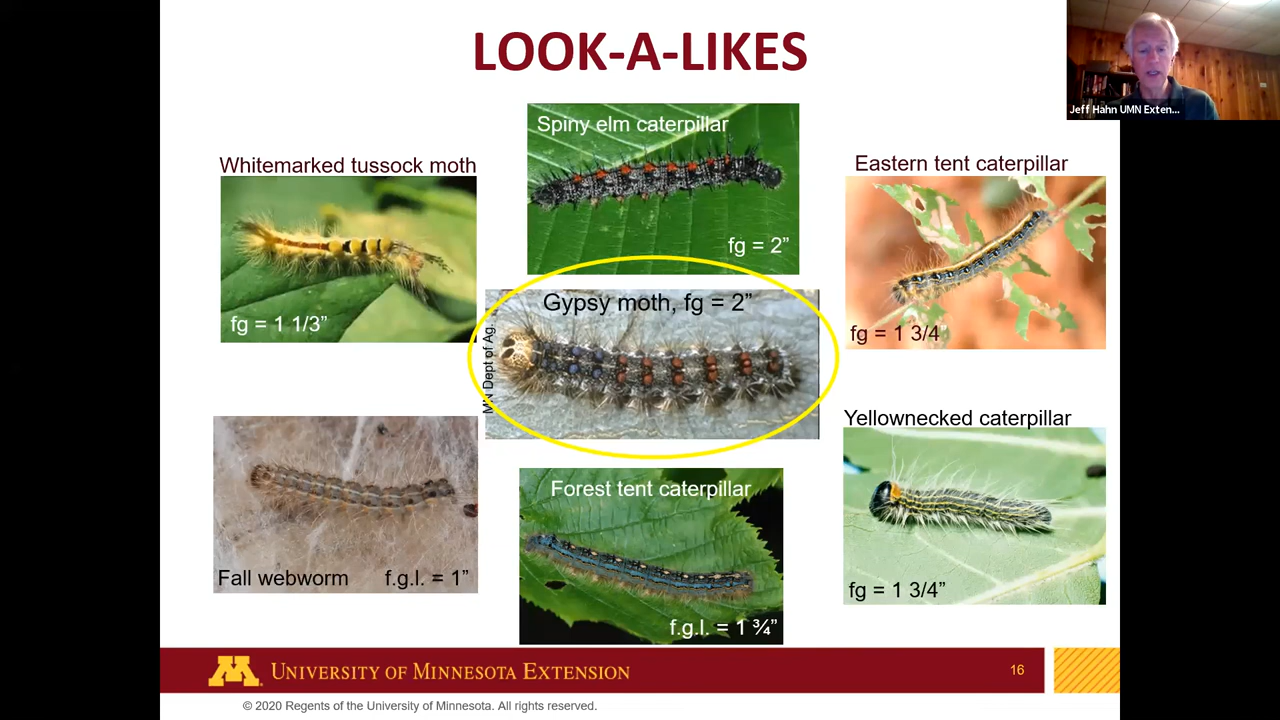 LOOK-A-LIKES
Jeff Hahn UMN Exten...
Spiny elm caterpillar
fg = 2”
Whitemarked tussock moth
fg = 1 1/3”
Eastern tent caterpillar
fg = 1 3/4
Gypsy moth, fg = 2”
MN Dept of Ag.
Fall webworm f.g.l. = 1”
Forest tent caterpillar
f.g.l. = 1 ¾”
Yellownecked caterpillar
fg = 1 3/4”
M
UNIVERSITY OF MINNESOTA EXTENSION
16
© 2020 Regents of the University of Minnesota. All rights reserved.